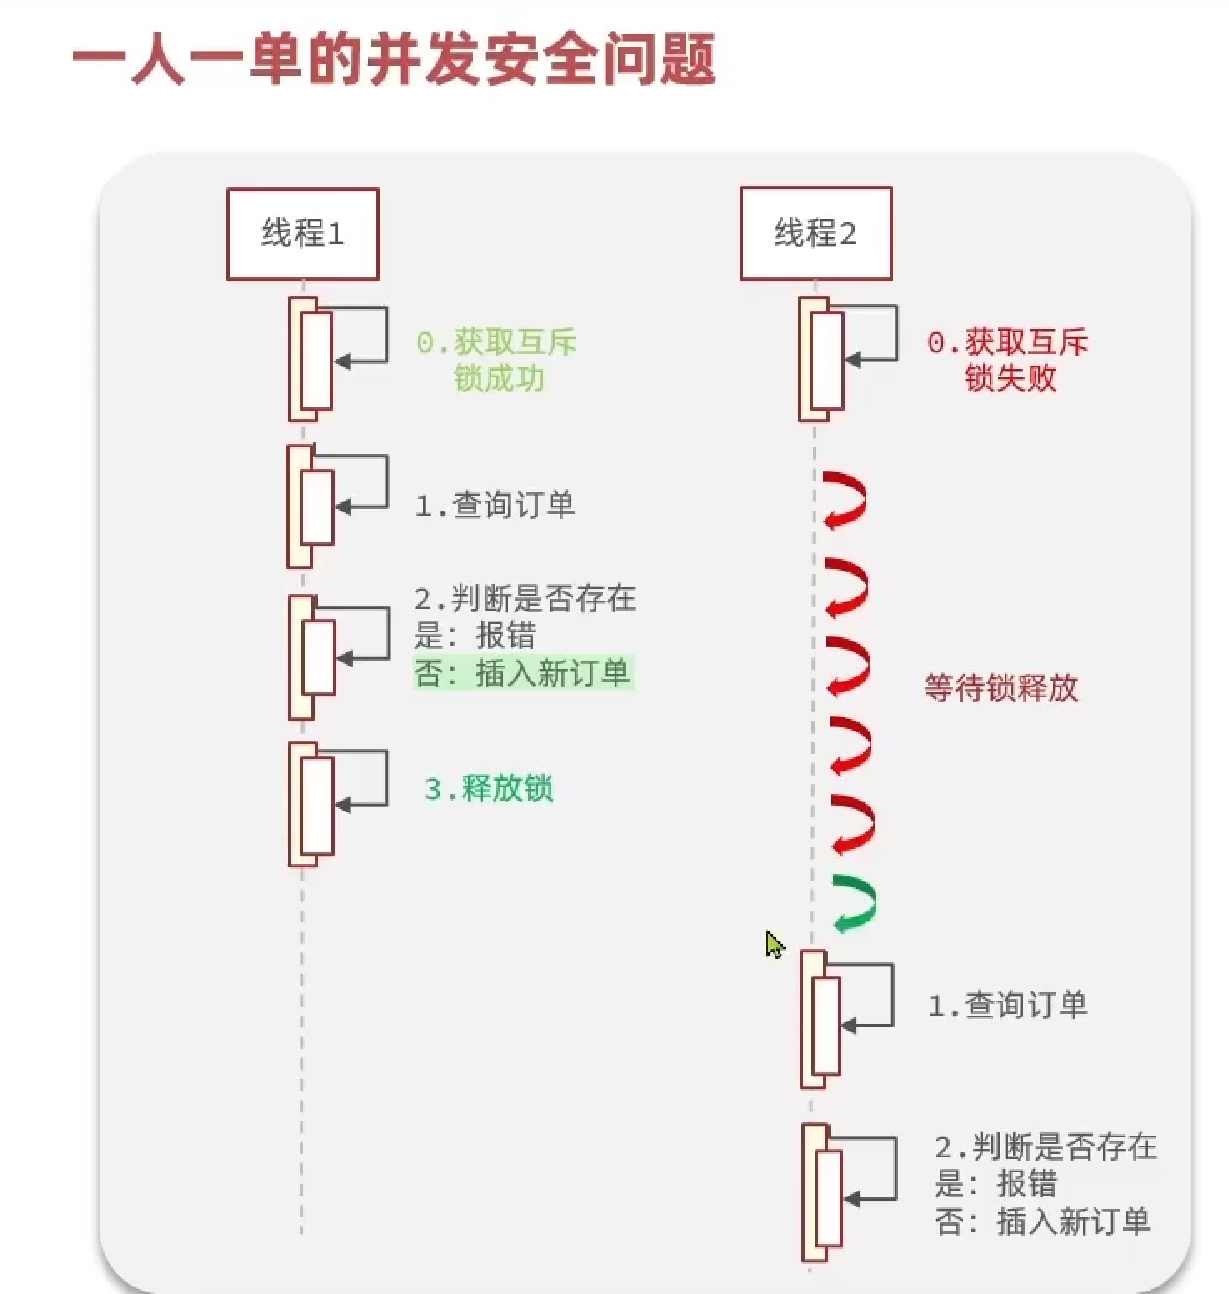 一人一单的并发安全问题
线程1
0.获取互斥
锁成功
1.查询订单
2.判断是否存在
是：报错
否：插入新订单
3.释放锁
线程2
0.获取互斥
锁失败
等待锁释放
1.查询订单
2.判断是否存在
是：报错
否：插入新订单